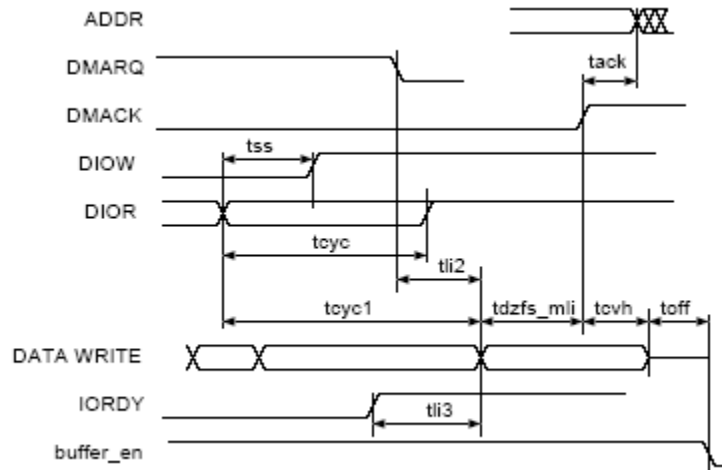 ADDR
DMARQ
tack
DMACK
tss
DIOW
DIOR
tcyc
tli2
tcyc1 tdzfs_mli tcvh toff
DATA WRITE
IORDY
tli3
buffer_en